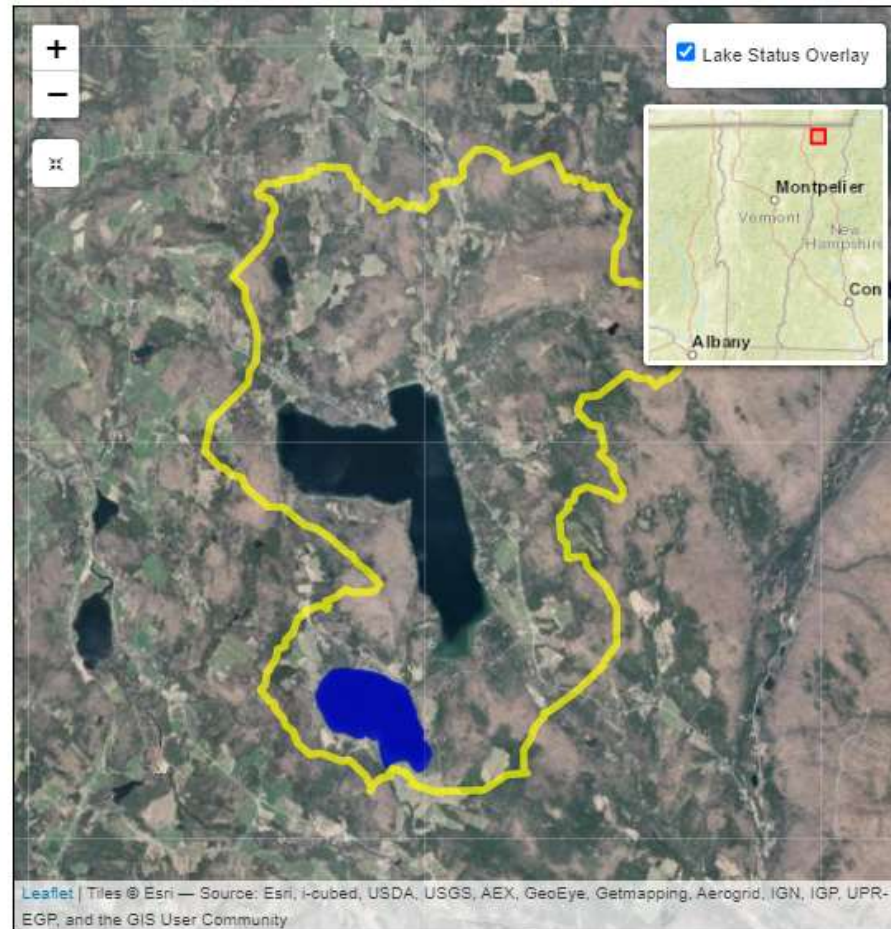 +
−
Lake Status Overlay
Montpelier
Vermont
New
Hampshire
Con
Albany
Leaflet | Tiles © Esri — Source: Esri, i-cubed, USDA, USGS, AEX, GeoEye, Getmapping, Aerogrid, IGN, IGP, UPR-
EGP, and the GIS User Community